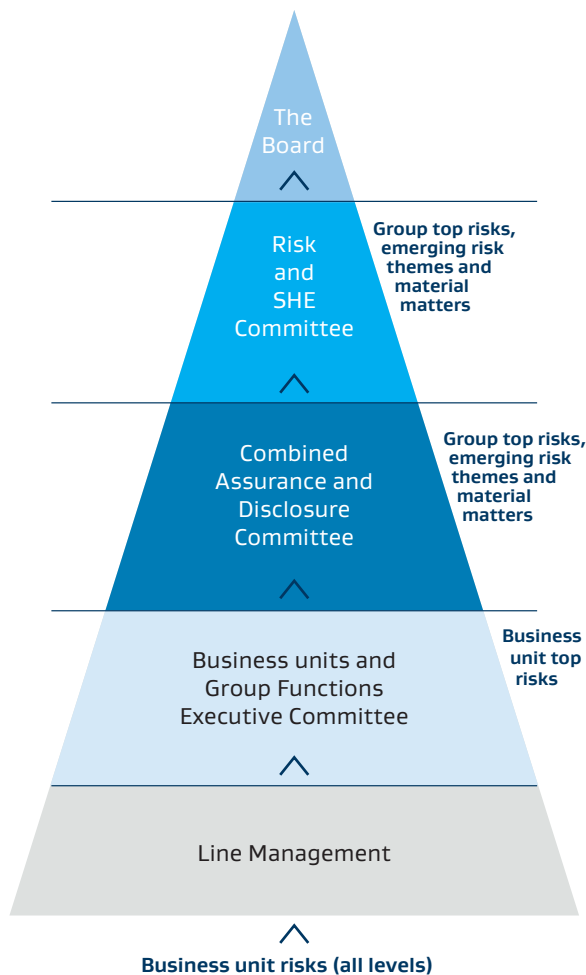 The
Board
Group top risks,
emerging risk
themes and
material
matters
Risk
and
SHE
Committee
Group top risks,
emerging risk
themes and
material
matters
Combined
Assurance and
Disclosure
Committee
Business
unit top
risks
Business units and
Group Functions
Executive Committee
Line Management
Business unit risks (all levels)